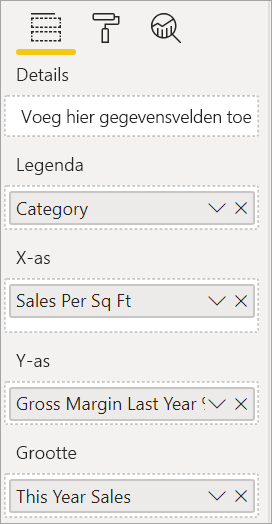 Details
Voeg hier gegevensvelden toe
Legenda
Category
X-as
Sales Per Sq Ft
Y-as
Gross Margin Last Year %
Grootte
This Year Sales